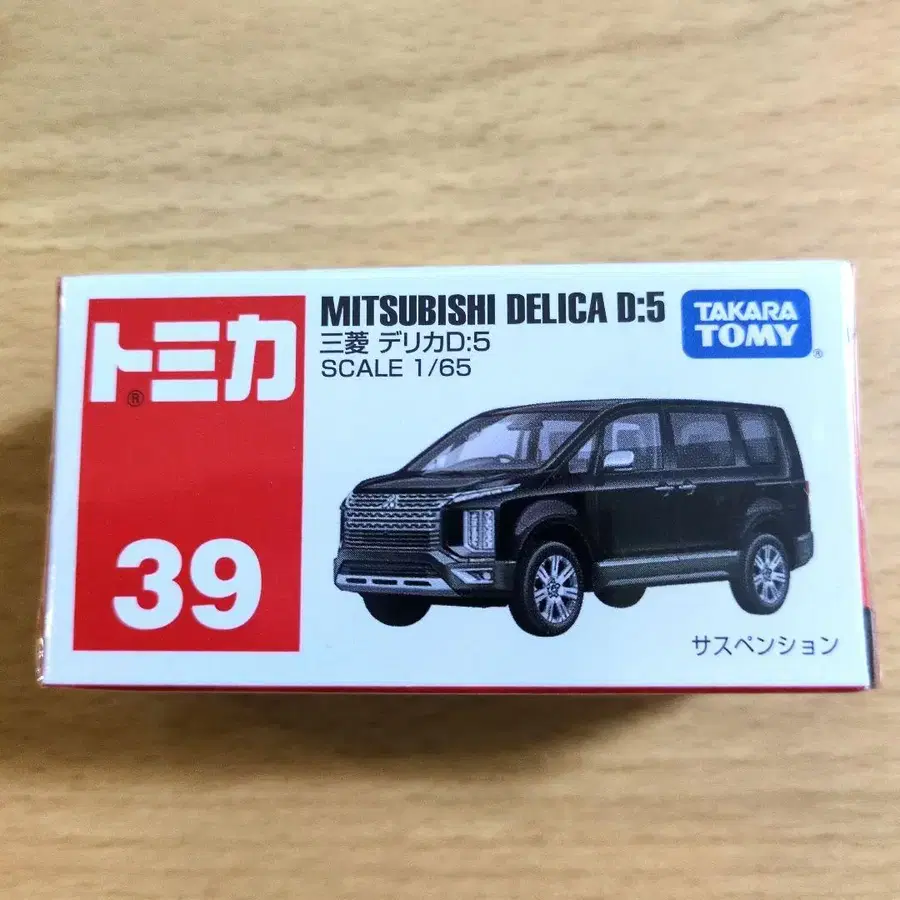 トミカ®
39
MITSUBISHI DELICA D:5
三菱 デリカD:5
SCALE 1/65
TAKARA
TOMY®
サスペンション